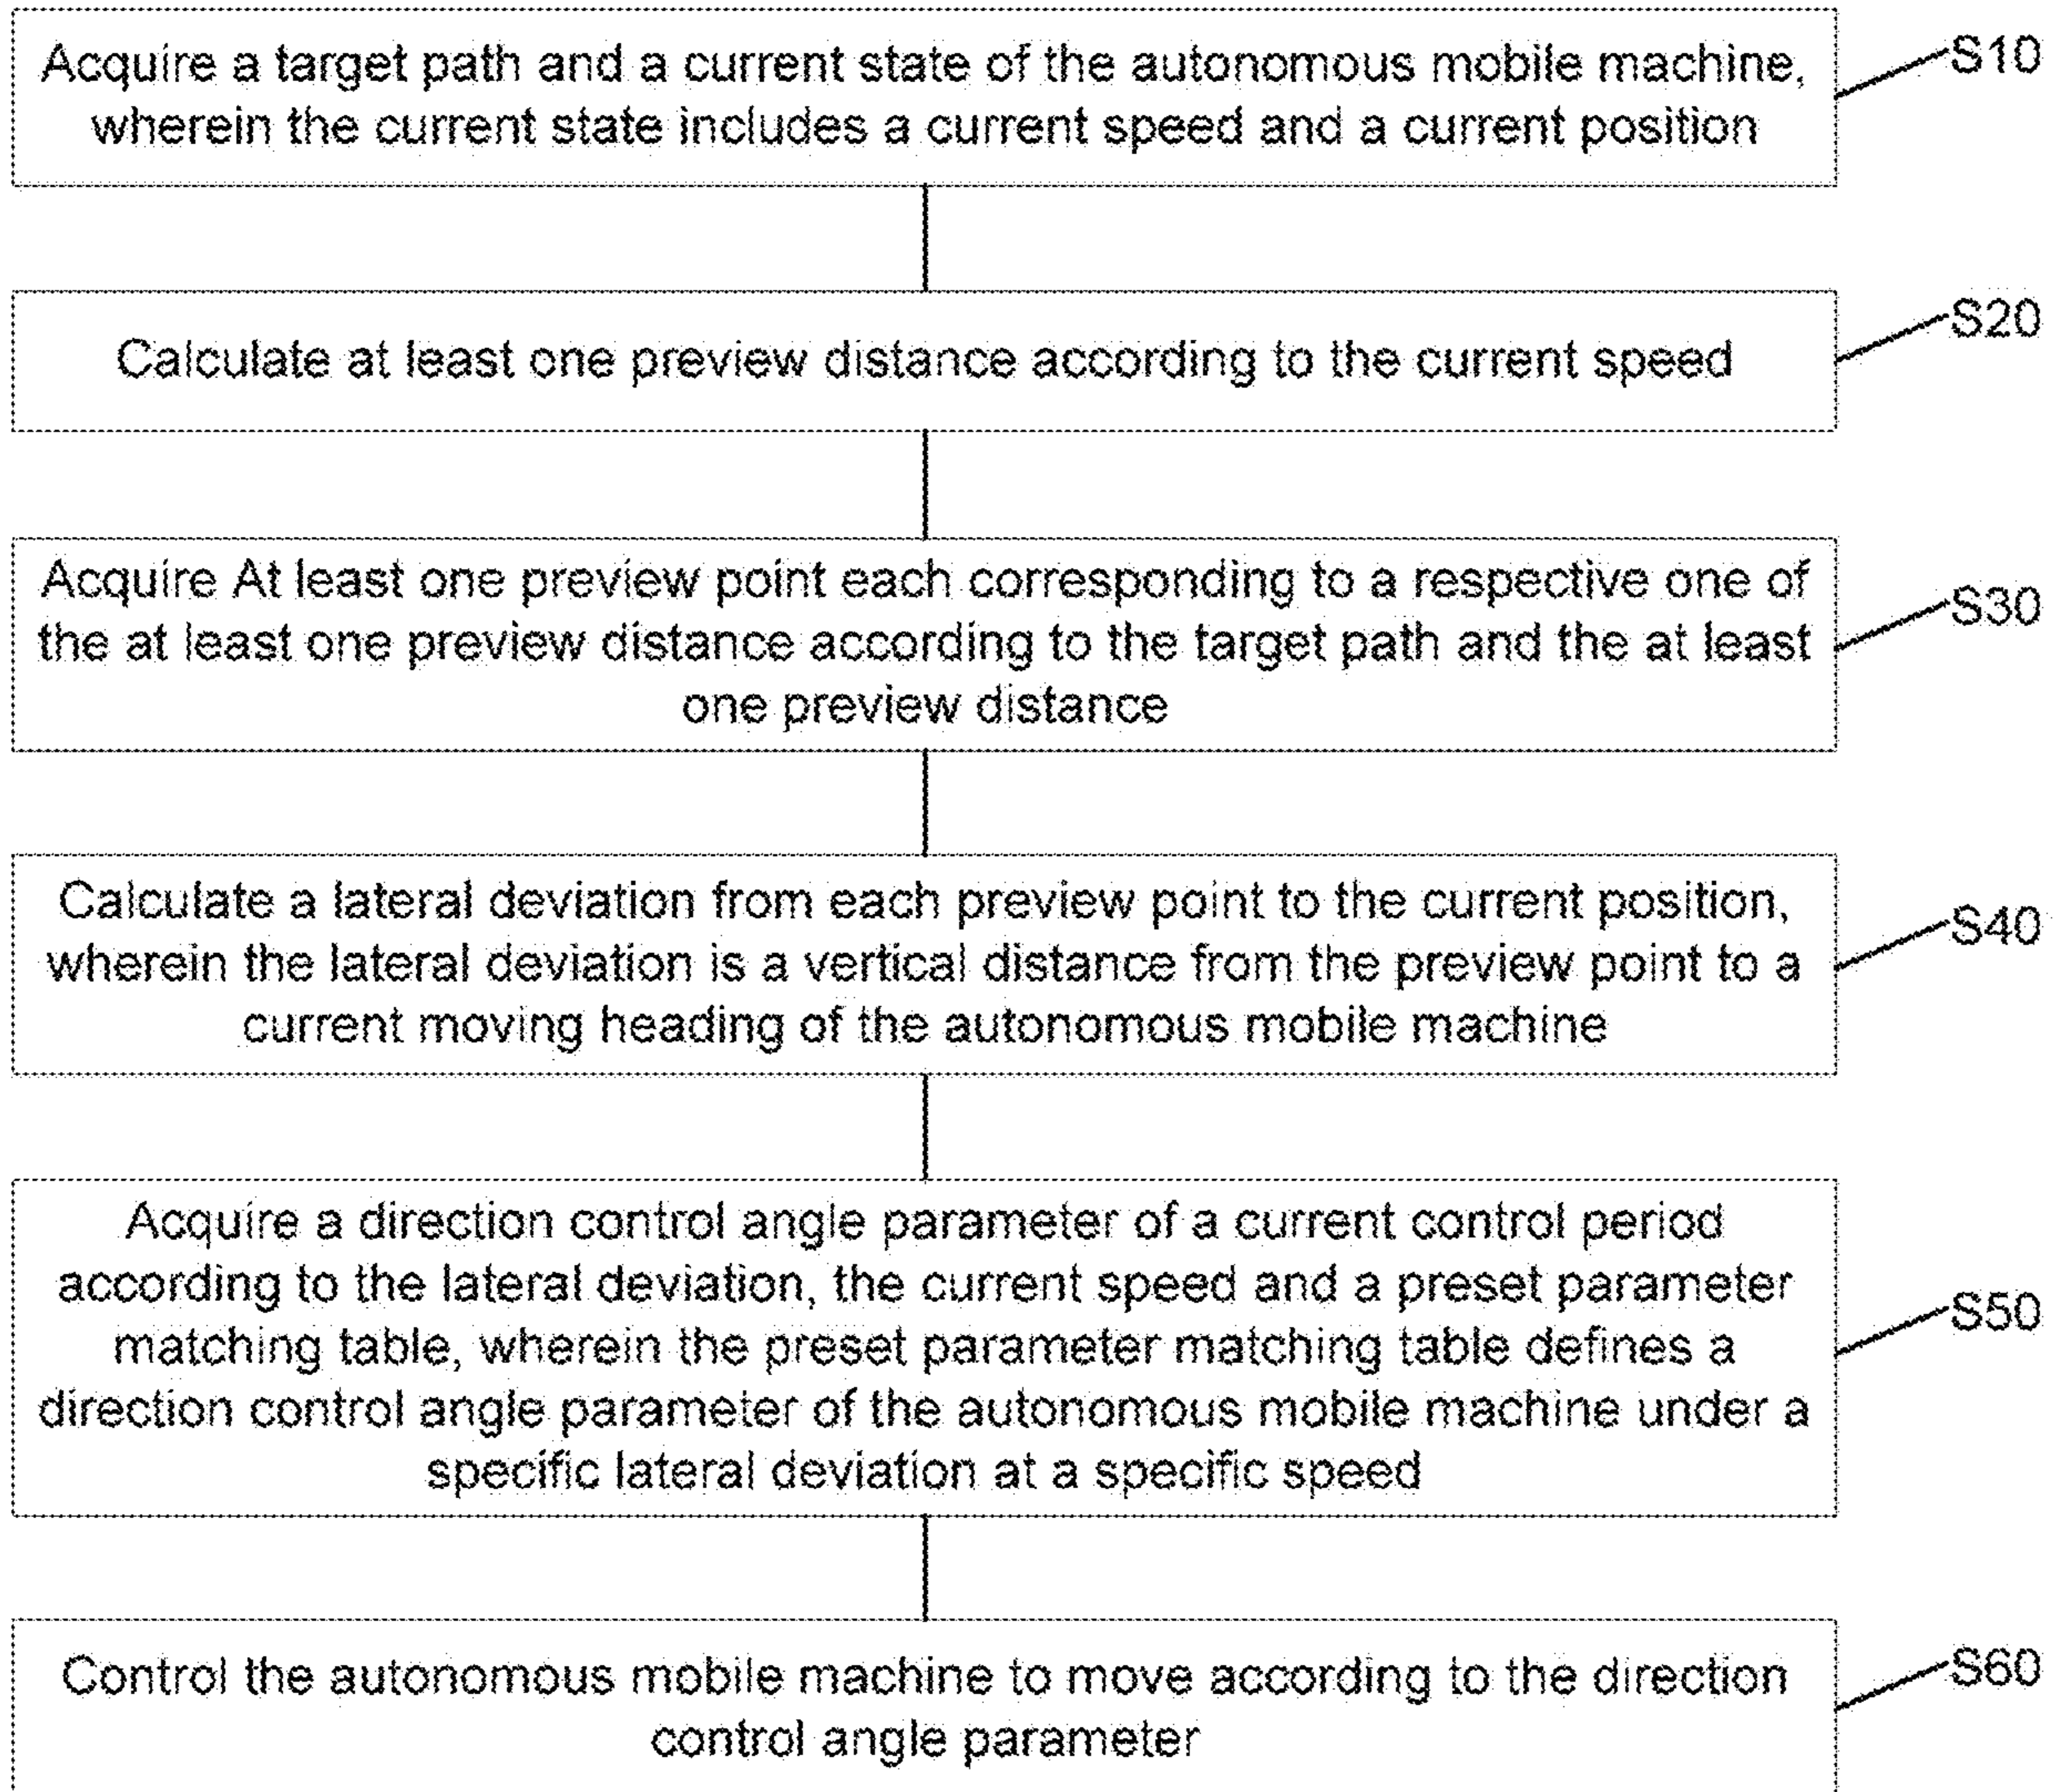 Acquire a target path and a current state of the autonomous mobile machine,
wherein the current state includes a current speed and a current position
S10
Calculate at least one preview distance according to the current speed
S20
Acquire At least one preview point each corresponding to a respective one of
the at least one preview distance according to the target path and the at least
one preview distance
S30
Calculate a lateral deviation from each preview point to the current position,
wherein the lateral deviation is a vertical distance from the preview point to a
current moving heading of the autonomous mobile machine
S40
Acquire a direction control angle parameter of a current control period
according to the lateral deviation, the current speed and a preset parameter
matching table, wherein the preset parameter matching table defines a
direction control angle parameter of the autonomous mobile machine under a
specific lateral deviation at a specific speed
S50
Control the autonomous mobile machine to move according to the direction
control angle parameter
S60